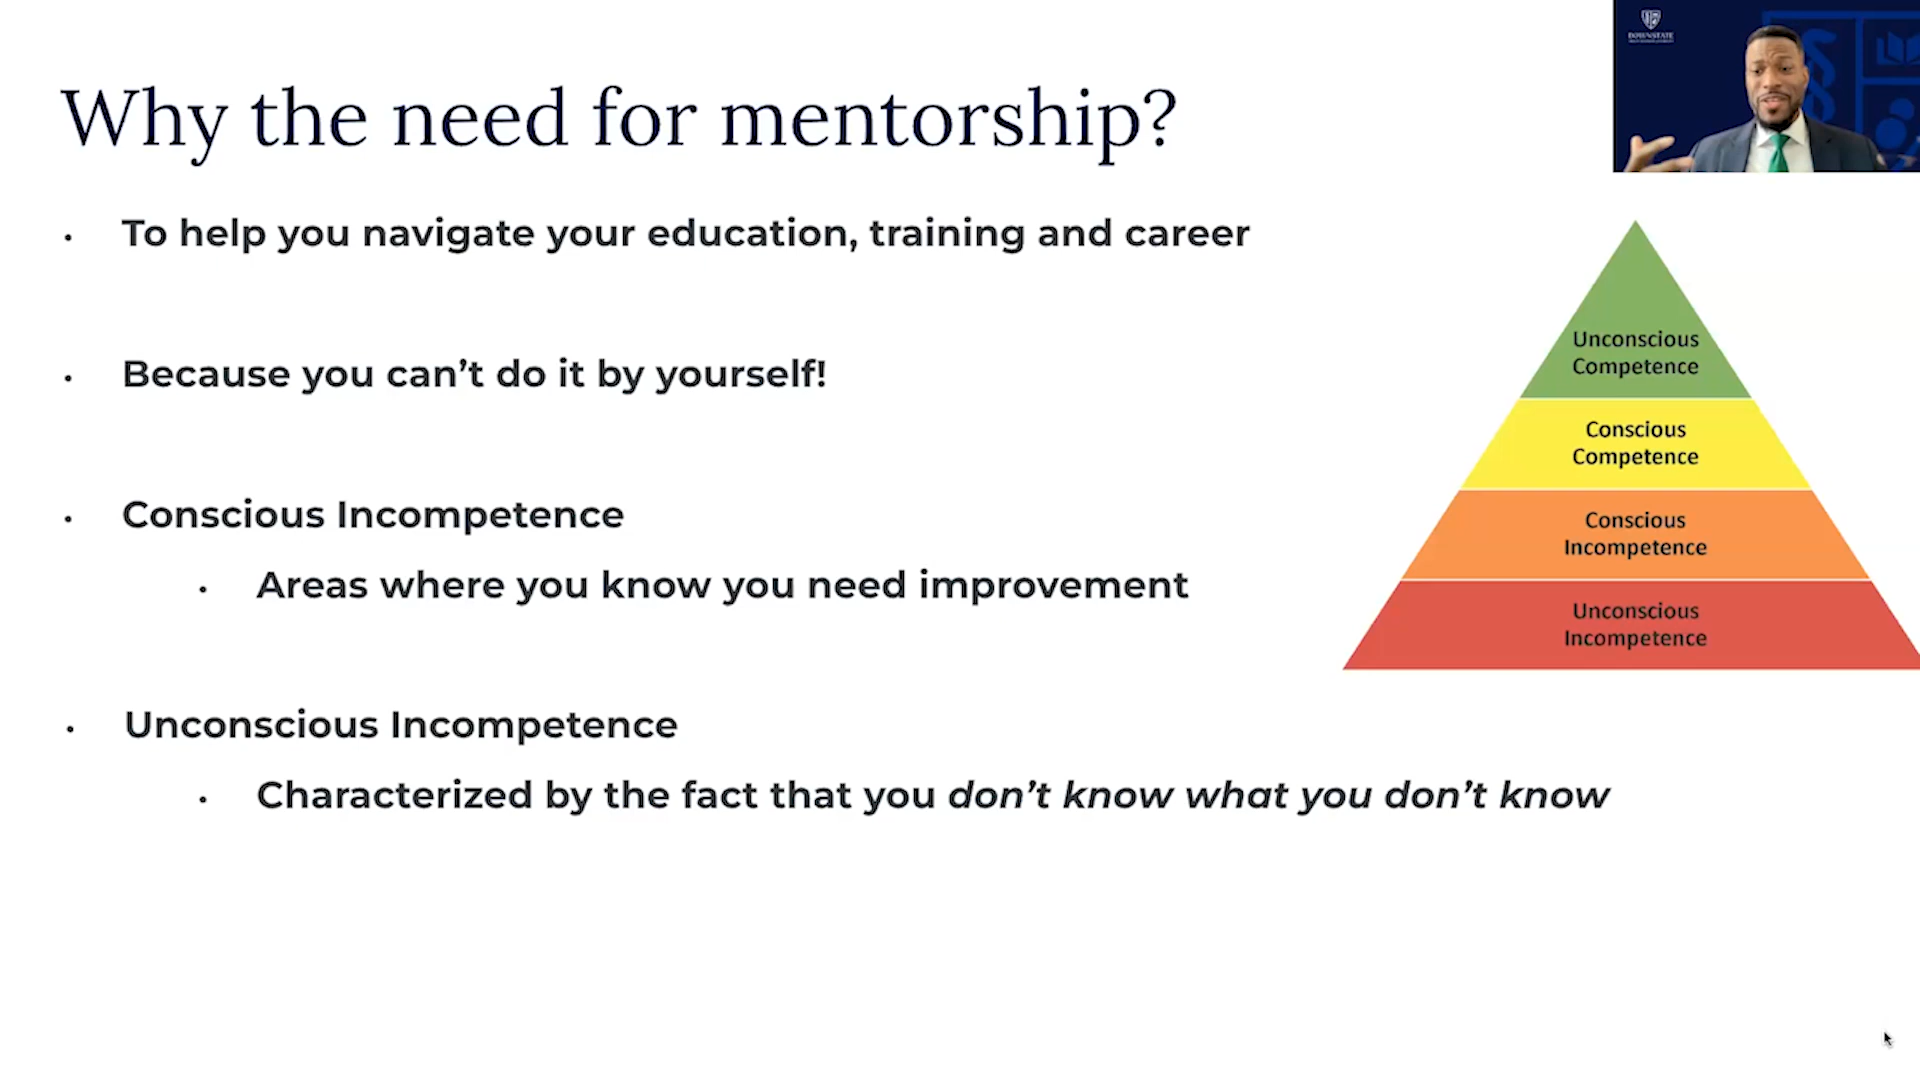 DOWNSTATE
Why the need for mentorship?
• To help you navigate your education, training and career
• Because you can’t do it by yourself!
• Conscious Incompetence
• Areas where you know you need improvement
• Unconscious Incompetence
• Characterized by the fact that you don’t know what you don’t know
Unconscious
Competence
Conscious
Competence
Conscious
Incompetence
Unconscious
Incompetence